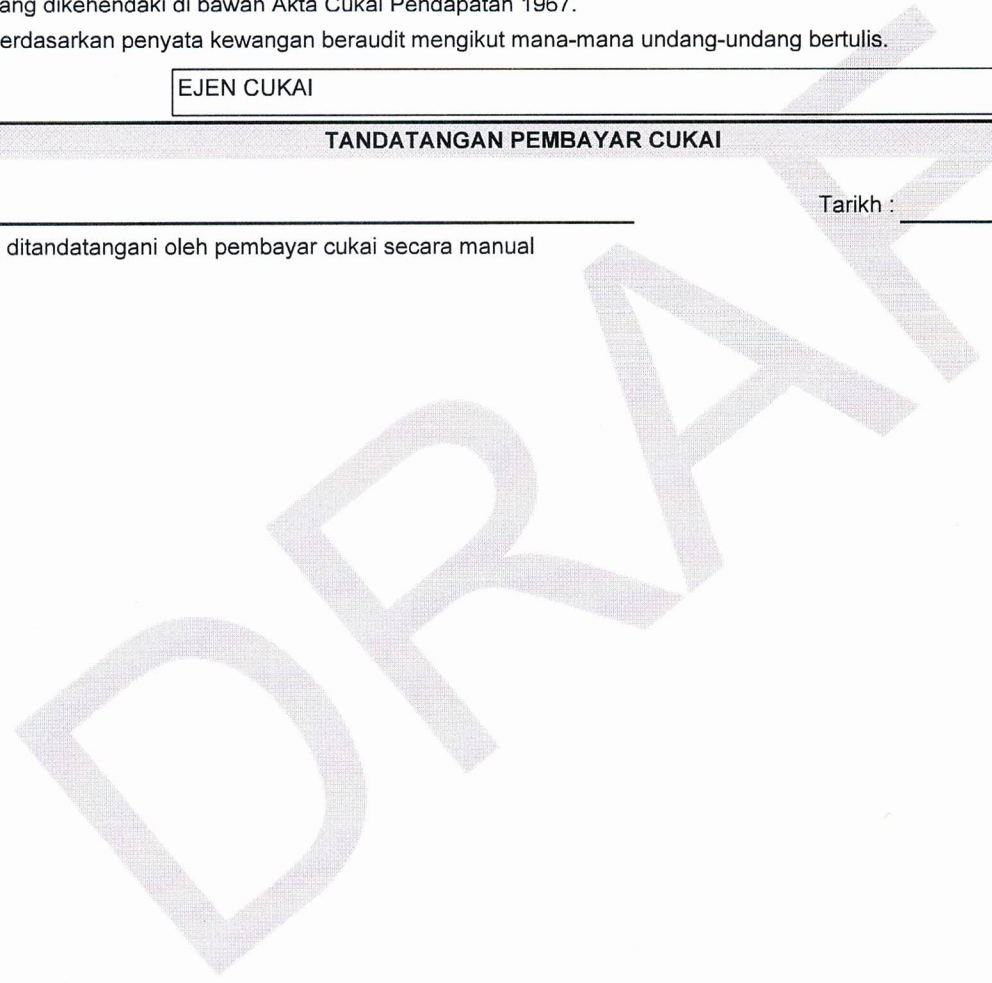 ang dikehendaki di bawah Akta Cukai Pendapatan 1967.
erdasarkan penyata kewangan beraudit mengikut mana-mana undang-undang bertulis.
EJEN CUKAI
TANDATANGAN PEMBAYAR CUKAI
Tarikh :
ditandatangani oleh pembayar cukai secara manual
DRAF